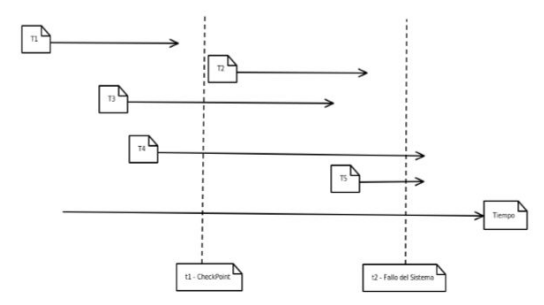 T1
T2
T3
T4
T5
Tiempo
t1 - CheckPoint
t2 - Fallo del Sistema